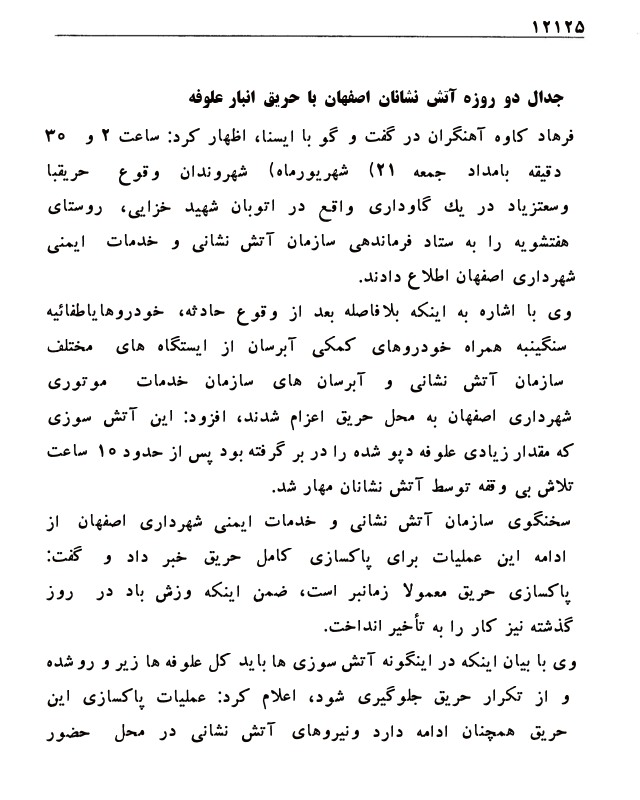 ۱۲۱۲۵
جدال دو روزه آتش نشانان اصفهان با حریق انبار علوفه
فرهاد کاوه آهنگران در گفت و گو با ایسنا، اظهار کرد: ساعت ۲ و ۳۰
دقیقه بامداد جمعه ۲۱) شهریورماه) شهروندان وقوع حریقبا
وسعتزیاد در یك گاوداری واقع در اتوبان شهید خزایی، روستای
هفتشویه را به ستاد فرماندهی سازمان آتش نشانی و خدمات ایمنی
شهرداری اصفهان اطلاع دادند.
وی با اشاره به اینکه بلافاصله بعد از وقوع حادثه، خودروهایاطفائیه
سنگینبه همراه خودروهای کمکی آبرسان از ایستگاه های مختلف
سازمان آتش نشانی و آبرسان های سازمان خدمات موتوری
شهرداری اصفهان به محل حریق اعزام شدند، افزود: این آتش سوزی
که مقدار زیادی علوفه دپو شده را در بر گرفته بود پس از حدود ۱۰ ساعت
تلاش بی وقفه توسط آتش نشانان مهار شد.
سخنگوی سازمان آتش نشانی و خدمات ایمنی شهرداری اصفهان از
ادامه این عملیات برای پاکسازی کامل حریق خبر داد و گفت:
پاکسازی حریق معمولا زمانبر است، ضمن اینکه وزش باد در روز
گذشته نیز کار را به تأخیر انداخت.
وی با بیان اینکه در اینگونه آتش سوزی ها باید کل علوفه ها زیر و رو شده
و از تکرار حریق جلوگیری شود، اعلام کرد: عملیات پاکسازی این
حریق همچنان ادامه دارد ونیروهای آتش نشانی در محل حضور